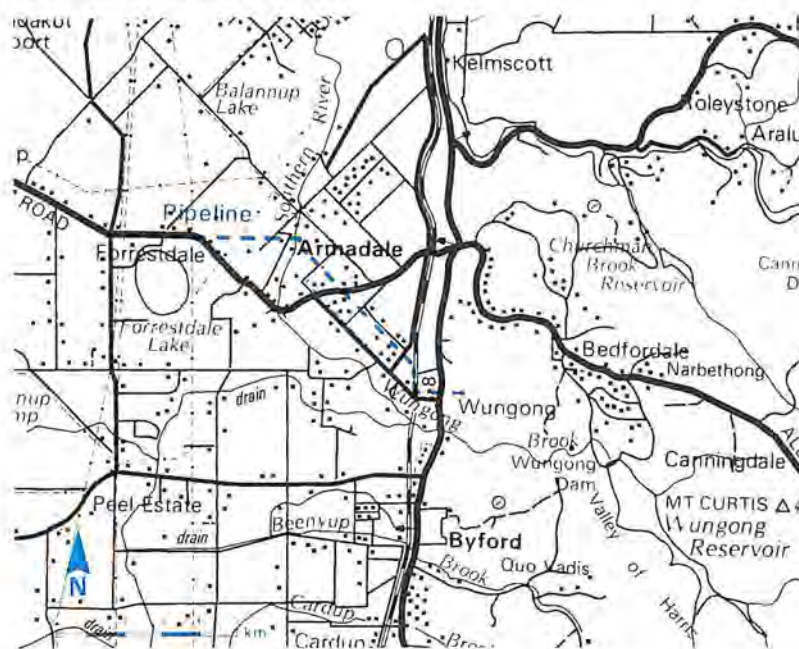 Kelmscott
Balannup
Lake
River
Southern
ROAD
Pipeline
Armadale
Forrestdale
Churchman
Brook
Reservoir
Forrestdale
Lake
Bedfordale
Narbethong
drain
Wungong
Wungong
Brook
Wungong
Dam
Canningdale
Valley
of
Harris
MT CURTIS
Wungong
Reservoir
Peel Estate
Beenyup
Brook
drain
Byford
Quo Vadis
N
Cardup
km
drain
Cardup